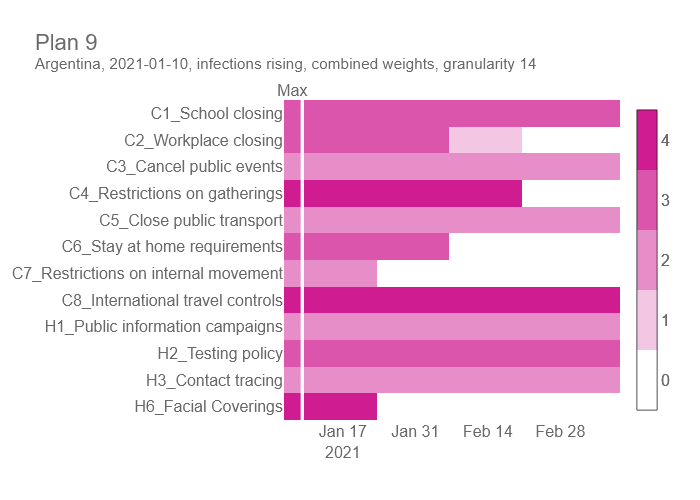 Plan 9
Argentina, 2021-01-10, infections rising, combined weights, granularity 14
Max
C1_School closing
C2_Workplace closing
C3_Cancel public events
C4_Restrictions on gatherings
C5_Close public transport
C6_Stay at home requirements
C7_Restrictions on internal movement
C8_International travel controls
H1_Public information campaigns
H2_Testing policy
H3_Contact tracing
H6_Facial Coverings
Jan 17 Jan 31 Feb 14 Feb 28
2021
4
3
2
1
0